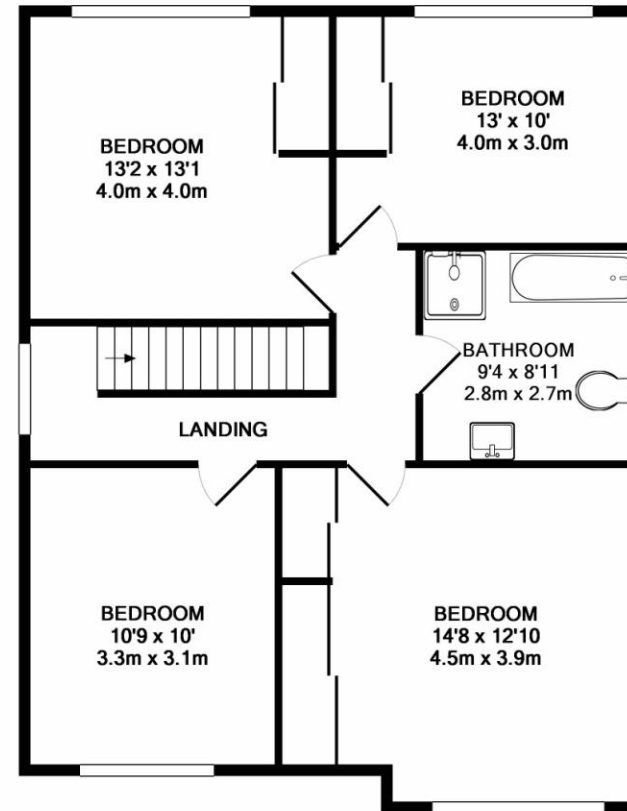 BEDROOM
13'2 x 13'1
4.0m x 4.0m
BEDROOM
13' x 10'
4.0m x 3.0m
BATHROOM
9'4 x 8'11
2.8m x 2.7m
LANDING
BEDROOM
10'9 x 10'
3.3m x 3.1m
BEDROOM
14'8 x 12'10
4.5m x 3.9m